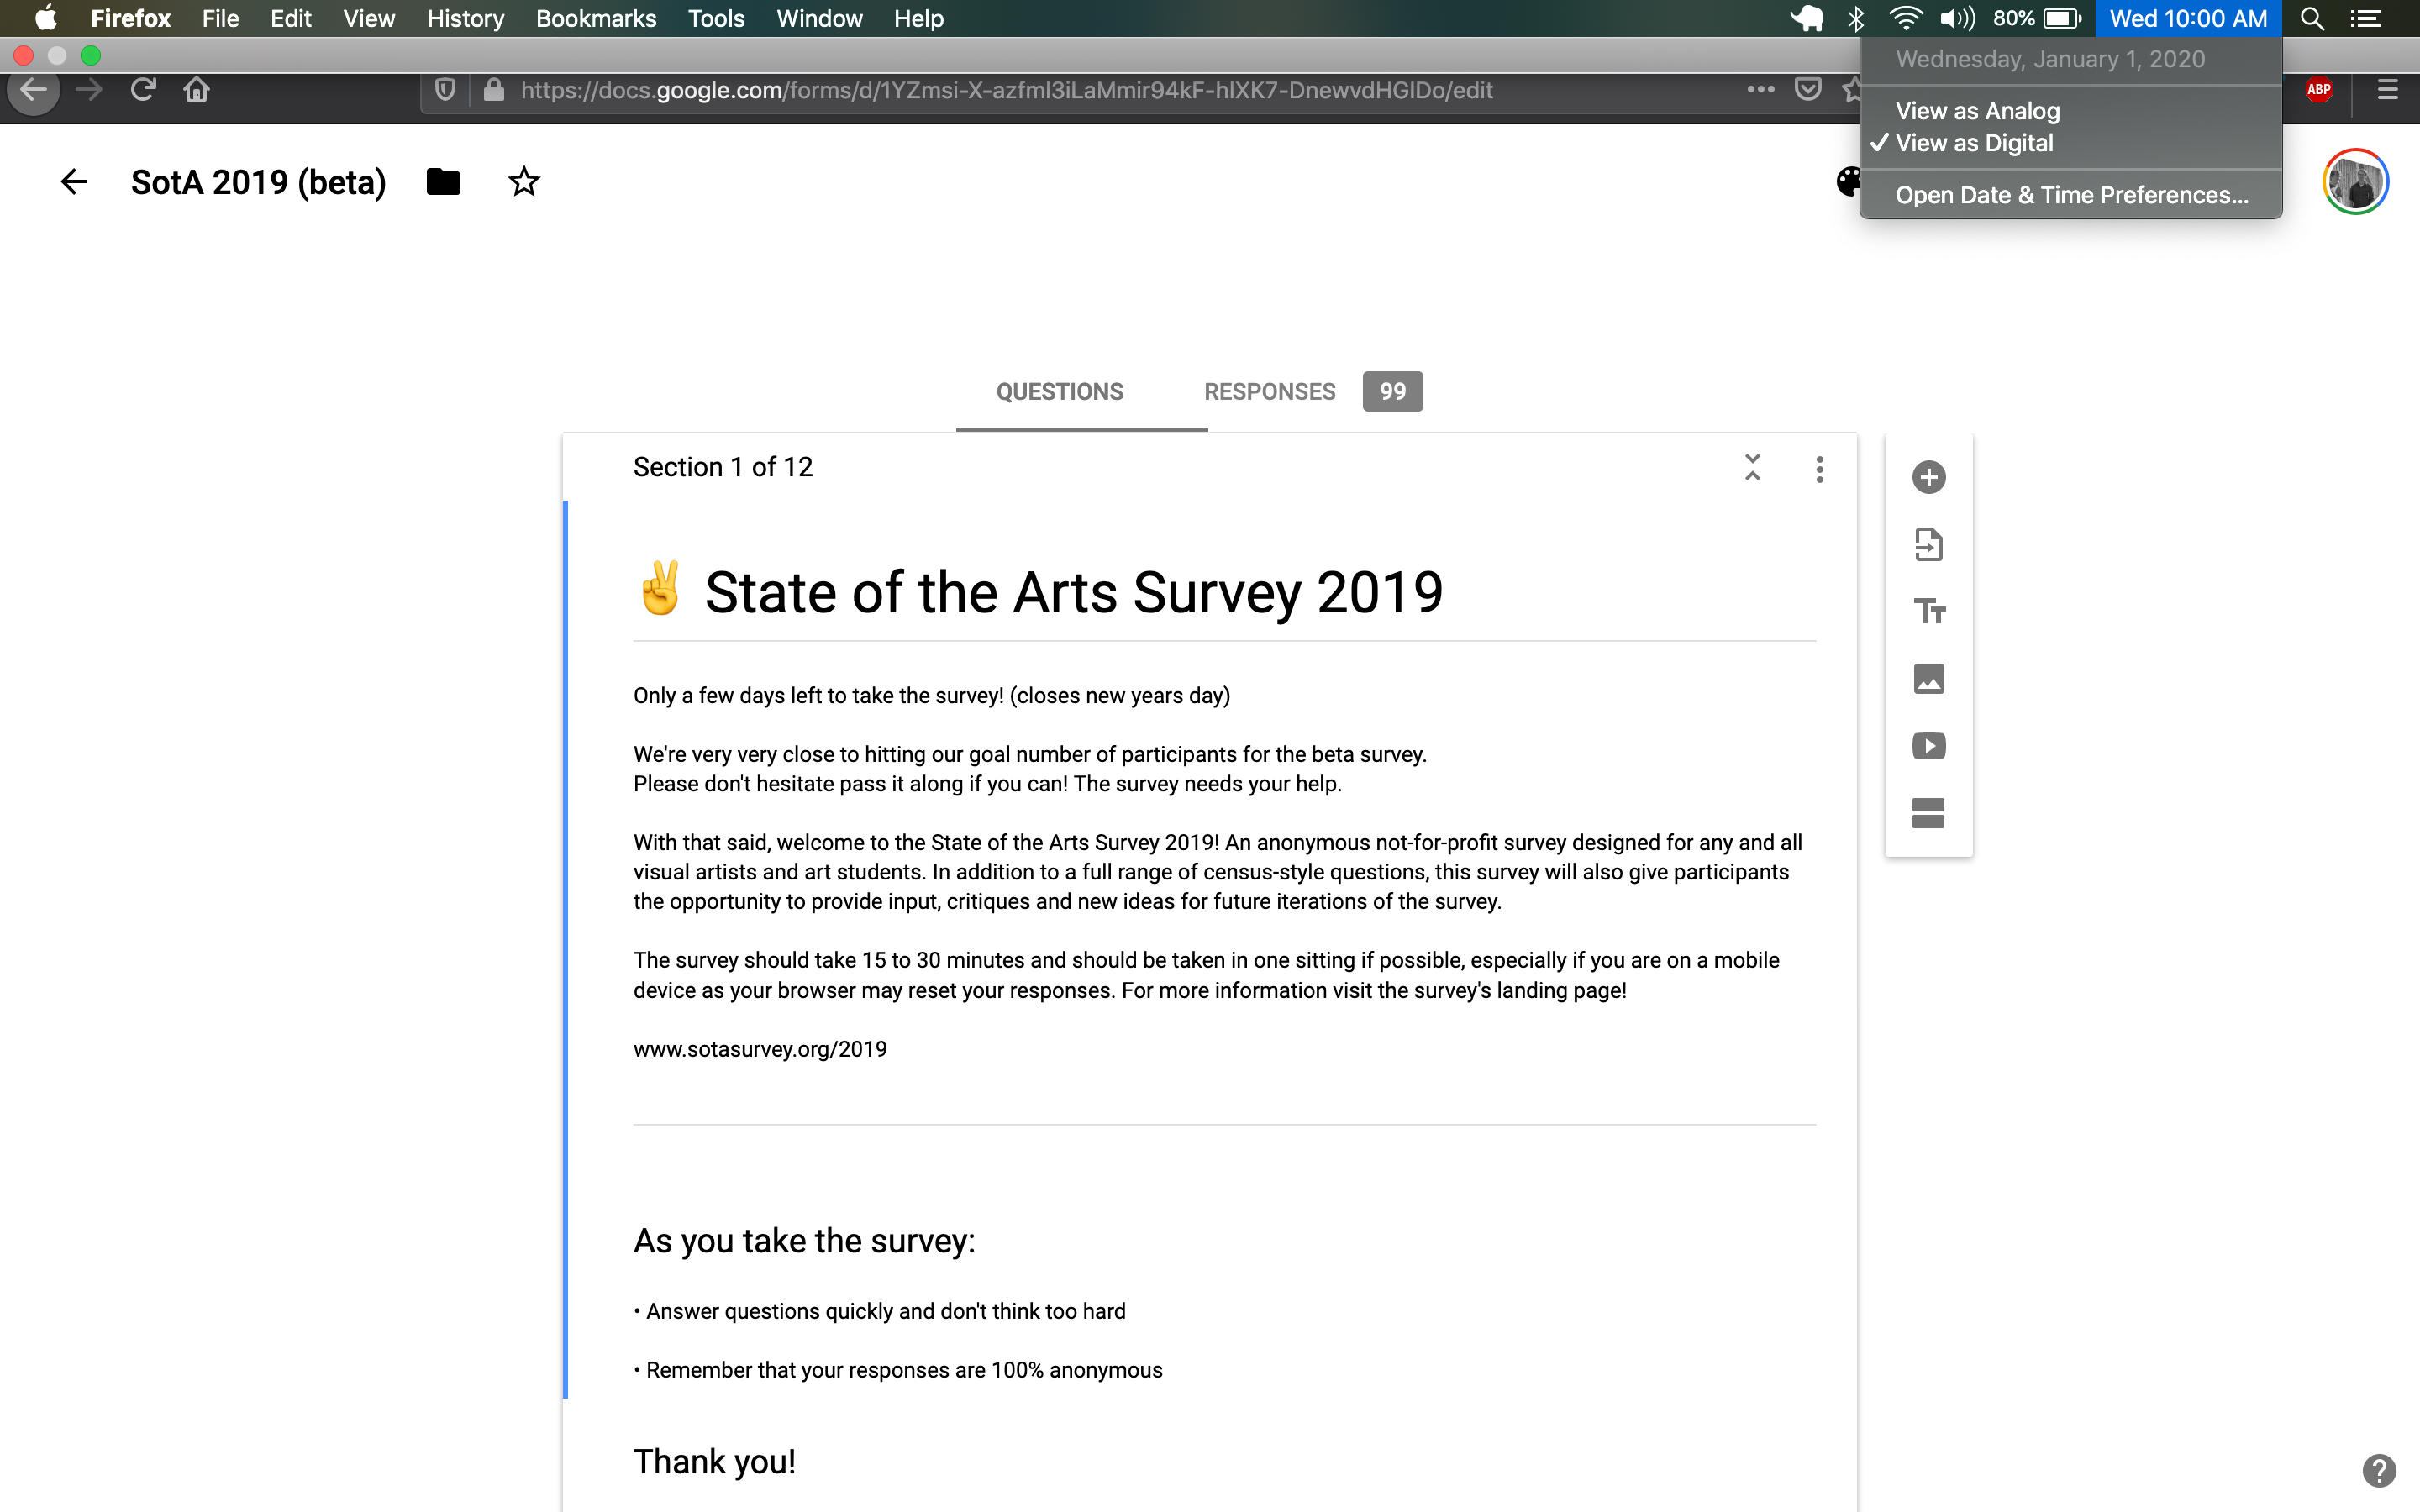 Firefox File Edit View History Bookmarks Tools Window Help 80% Wed 10:00 AM
Wednesday, January 1, 2020
View as Analog
✓ View as Digital
Open Date & Time Preferences...
https://docs.google.com/forms/d/1YZmsi-X-azfml3iLaMmir94kF-hlXK7-DnewvdHGIDo/edit
ABP
SotA 2019 (beta)
QUESTIONS RESPONSES 99
Section 1 of 12
✌ State of the Arts Survey 2019
Only a few days left to take the survey! (closes new years day)
We're very very close to hitting our goal number of participants for the beta survey.
Please don't hesitate pass it along if you can! The survey needs your help.
With that said, welcome to the State of the Arts Survey 2019! An anonymous not-for-profit survey designed for any and all
visual artists and art students. In addition to a full range of census-style questions, this survey will also give participants
the opportunity to provide input, critiques and new ideas for future iterations of the survey.
The survey should take 15 to 30 minutes and should be taken in one sitting if possible, especially if you are on a mobile
device as your browser may reset your responses. For more information visit the survey's landing page!
www.sotasurvey.org/2019
As you take the survey:
• Answer questions quickly and don't think too hard
• Remember that your responses are 100% anonymous
Thank you!